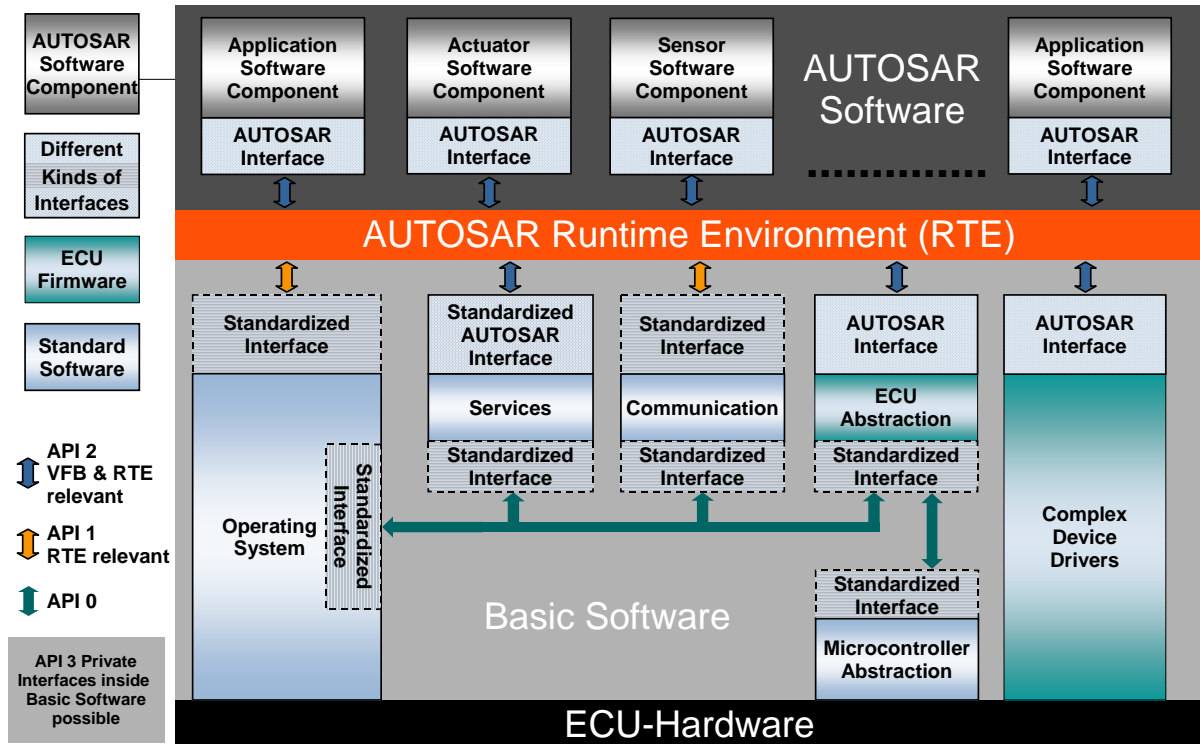 AUTOSAR
Software
Component
Different
Kinds of
Interfaces
ECU
Firmware
Standard
Software
API 2
VFB & RTE
relevant
API 1
RTE relevant
API 0
API 3 Private
Interfaces inside
Basic Software
possible
Application
Software
Component
AUTOSAR
Interface
Actuator
Software
Component
AUTOSAR
Interface
Sensor
Software
Component
AUTOSAR
Interface
AUTOSAR
Software
Application
Software
Component
AUTOSAR
Interface
AUTOSAR Runtime Environment (RTE)
Standardized
Interface
Operating
System
Standardized
Interface
Standardized
AUTOSAR
Interface
Services
Standardized
Interface
Standardized
Interface
Communication
Standardized
Interface
AUTOSAR
Interface
ECU
Abstraction
Standardized
Interface
Standardized
Interface
Microcontroller
Abstraction
AUTOSAR
Interface
Complex
Device
Drivers
Basic Software
ECU-Hardware